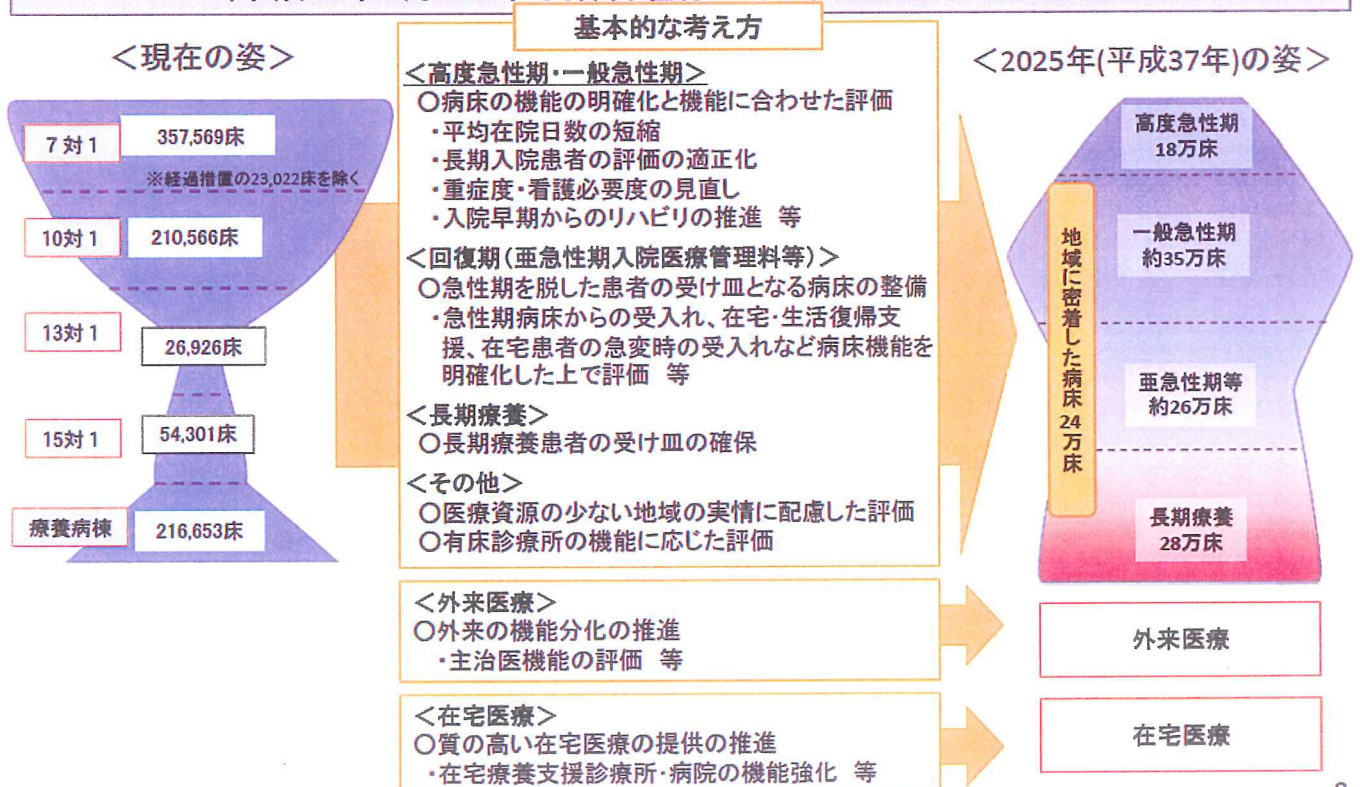 基本的な考え方
＜現在の姿＞
7対1
357,569床
※経過措置の23,022床を除く
10対1
210,566床
13対1
26,926床
15対1
54,301床
療養病棟
216,653床
＜高度急性期・一般急性期＞
○病床の機能の明確化と機能に合わせた評価
・平均在院日数の短縮
・長期入院患者の評価の適正化
・重症度・看護必要度の見直し
・入院早期からのリハビリの推進 等
＜回復期(亜急性期入院医療管理料等)＞
○急性期を脱した患者の受け皿となる病床の整備
・急性期病床からの受入れ、在宅・生活復帰支
援、在宅患者の急変時の受入れなど病床機能を
明確化した上で評価 等
＜長期療養＞
○長期療養患者の受け皿の確保
＜その他＞
○医療資源の少ない地域の実情に配慮した評価
○有床診療所の機能に応じた評価
＜外来医療＞
○外来の機能分化の推進
・主治医機能の評価 等
＜在宅医療＞
○質の高い在宅医療の提供の推進
・在宅療養支援診療所・病院の機能強化 等
＜2025年(平成37年)の姿＞
高度急性期
18万床
地域に密着した病床24万床
一般急性期
約35万床
亜急性期等
約26万床
長期療養
28万床
外来医療
在宅医療